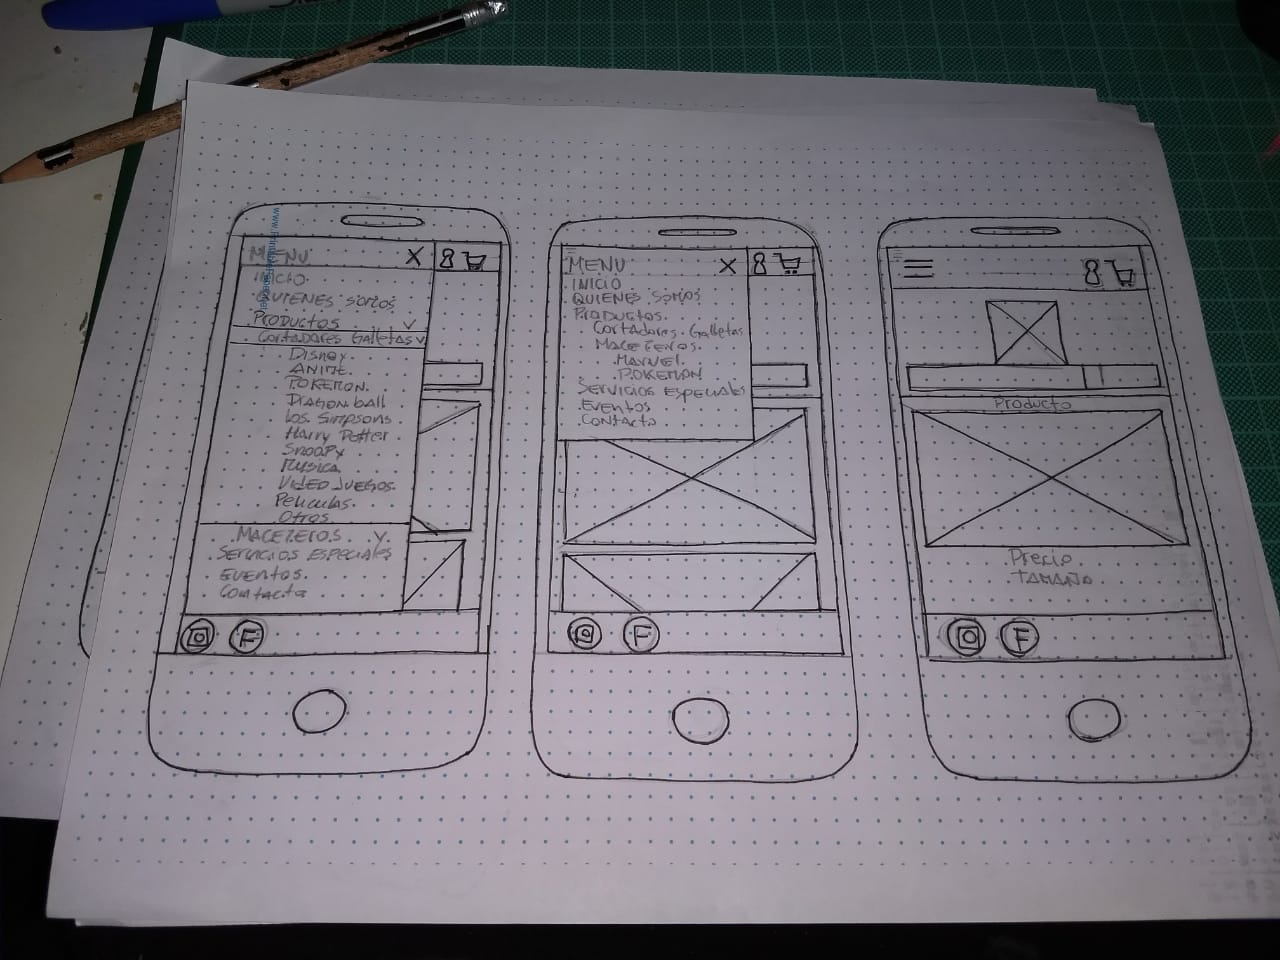 MENU X
INICIO
QUIENES SOMOS
PRODUCTOS
Cortadores Galletas
Disney
ANIME.
POKEMON.
DragonBall
Los Simpsons
Harry Potter
SnooPy
Musica
VIDEO JUEGOS.
Peliculas.
Otros
MACETEROS
SERVICIOS ESPECIALES
EVENTOS.
Contacto
F
MENU X
INICIO
QUIENES SOMOS
PRODUCTOS.
Cortadores Galletas
MACETEROS.
MARVEL.
POKEMON
SERVICIOS ESPECIALES
EVENTOS
Contacto
F
Producto
Precio
TAMAÑO
F